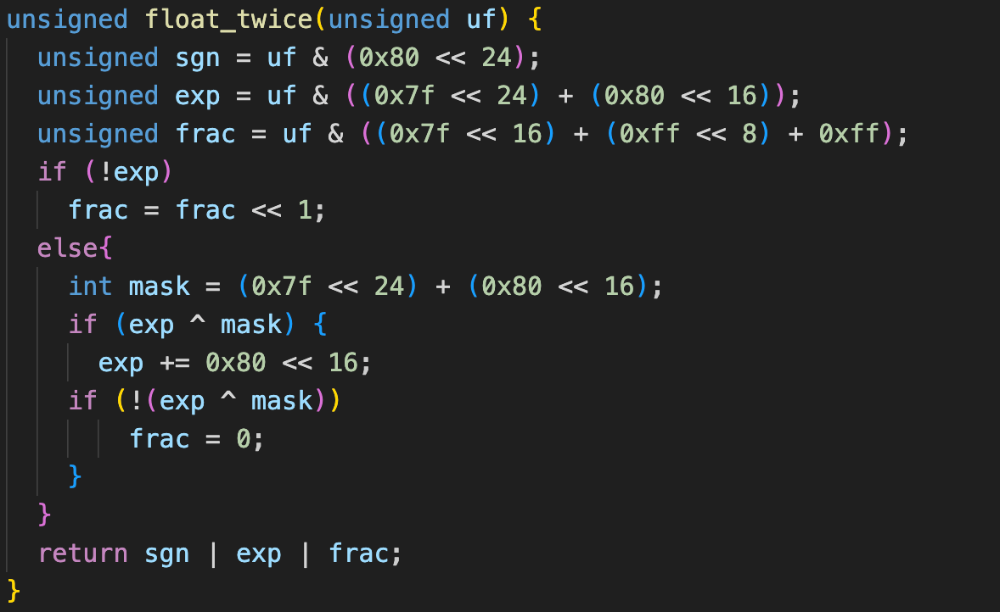 unsigned float_twice(unsigned uf) {
  unsigned sgn = uf & (0x80 << 24);
  unsigned exp = uf & ((0x7f << 24) + (0x80 << 16));
  unsigned frac = uf & ((0x7f << 16) + (0xff << 8) + 0xff);
  if (!exp)
    frac = frac << 1;
  else{
    int mask = (0x7f << 24) + (0x80 << 16);
    if (exp ^ mask) {
      exp += 0x80 << 16;
    if (!(exp ^ mask))
        frac = 0;
    }
  }
  return sgn | exp | frac;
}